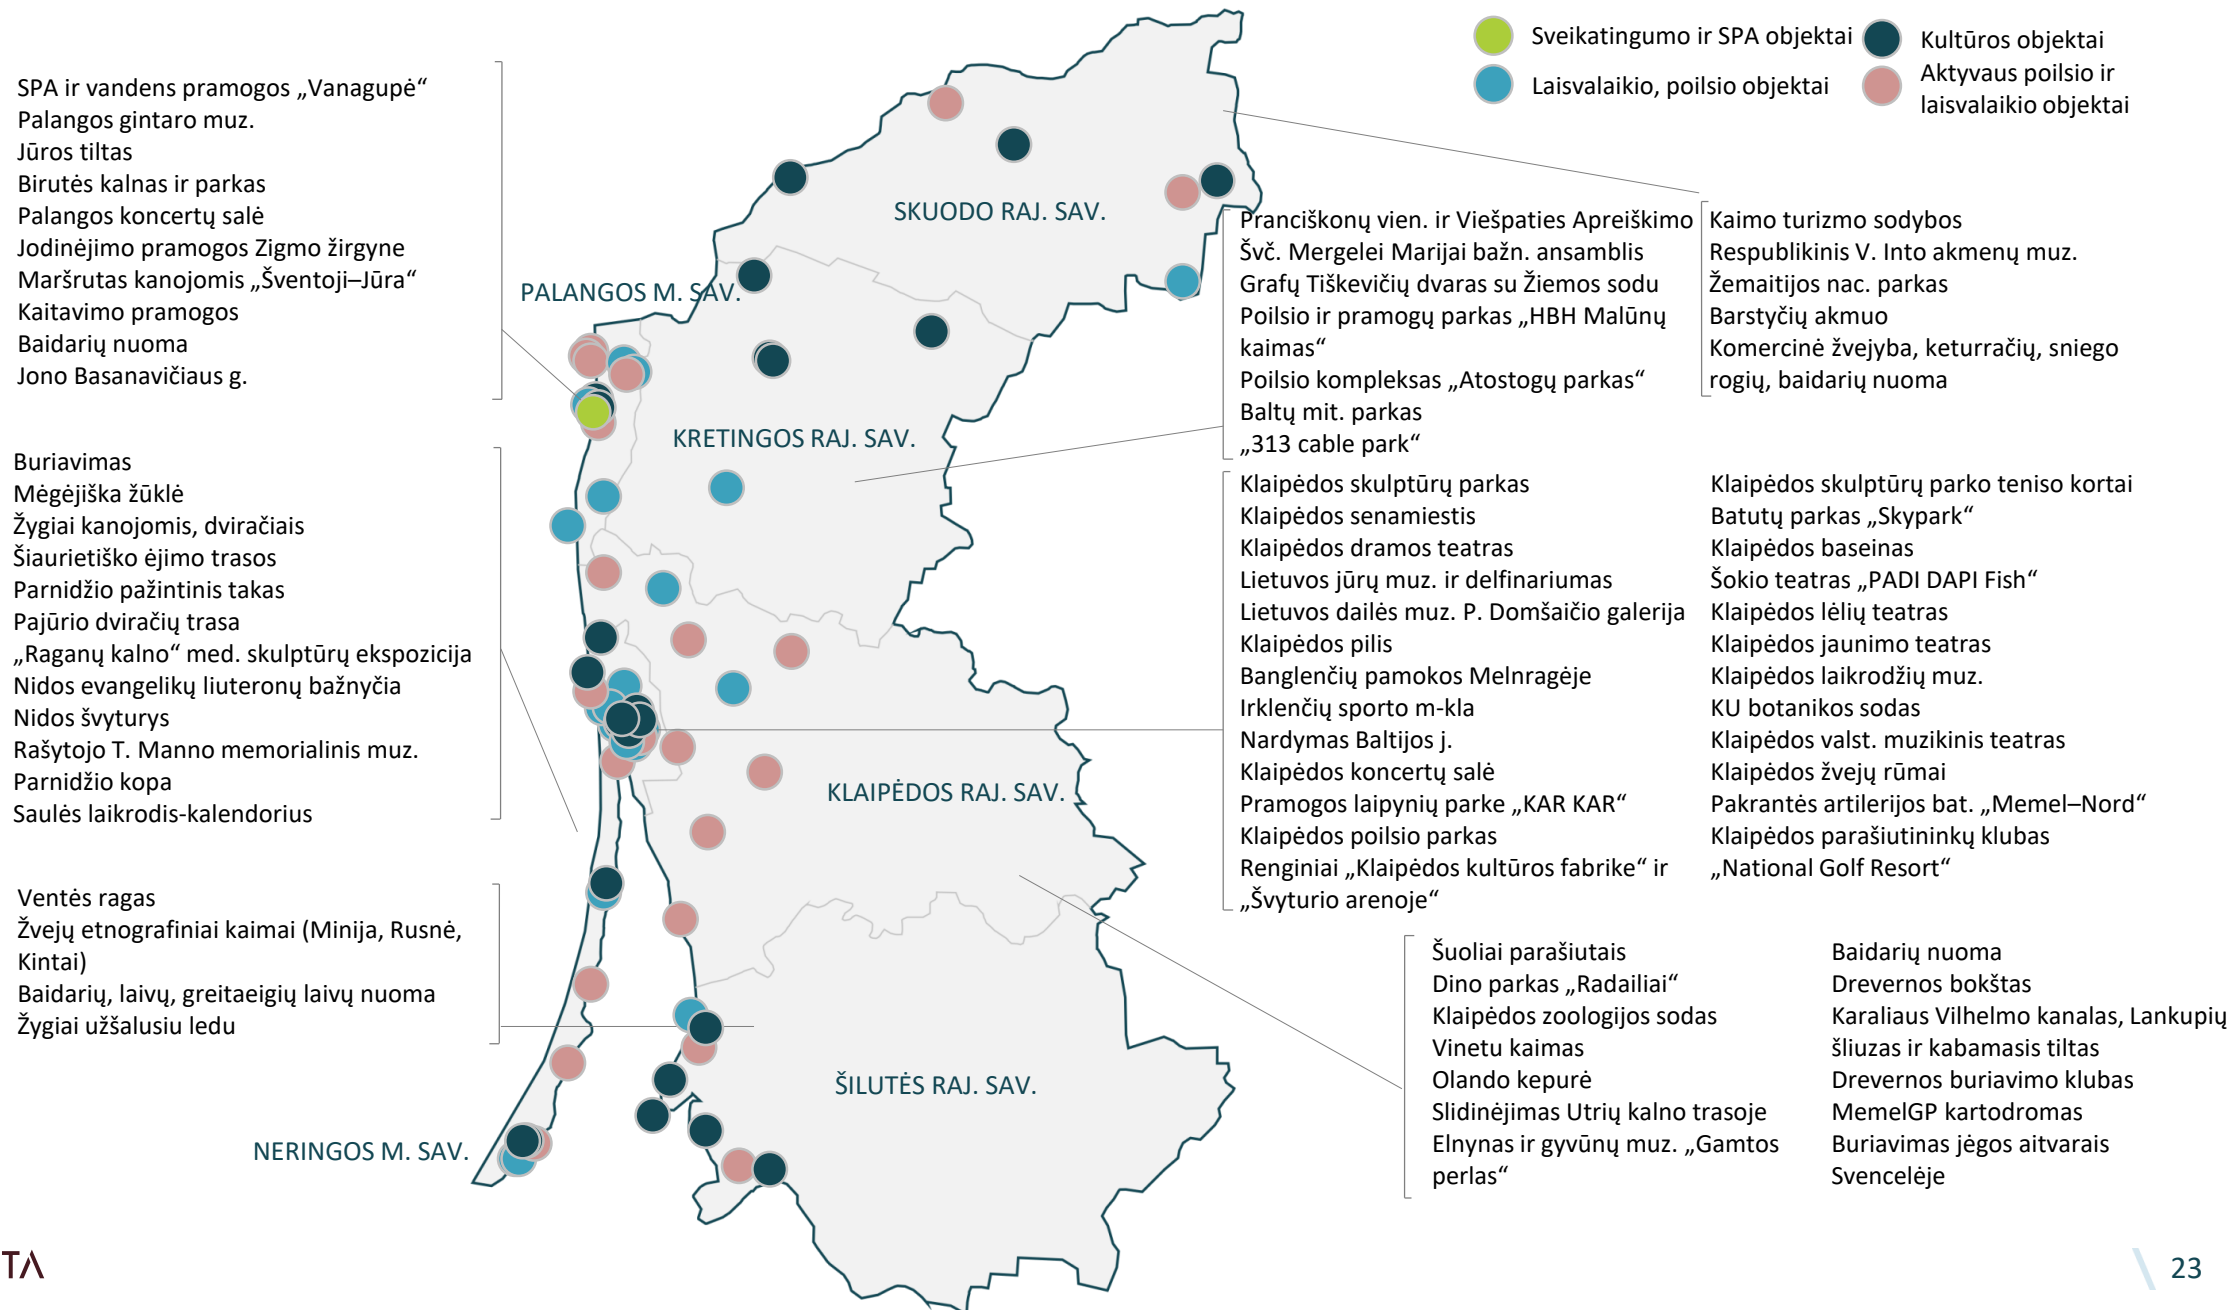 Sveikatingumo ir SPA objektai
Laisvalaikio, poilsio objektai
Kultūros objektai
Aktyvaus poilsio ir
laisvalaikio objektai
SPA ir vandens pramogos „Vanagupė“
Palangos gintaro muz.
Jūros tiltas
Birutės kalnas ir parkas
Palangos koncertų salė
Jodinėjimo pramogos Zigmo žirgyne
Maršrutas kanojomis „Šventoji–Jūra“
Kaitavimo pramogos
Baidarių nuoma
Jono Basanavičiaus g.
Buriavimas
Mėgėjiška žūklė
Žygiai kanojomis, dviračiais
Šiaurietiško ėjimo trasos
Parnidžio pažintinis takas
Pajūrio dviračių trasa
„Raganų kalno“ med. skulptūrų ekspozicija
Nidos evangelikų liuteronų bažnyčia
Nidos švyturys
Rašytojo T. Manno memorialinis muz.
Parnidžio kopa
Saulės laikrodis-kalendorius
Ventės ragas
Žvejų etnografiniai kaimai (Minija, Rusnė,
Kintai)
Baidarių, laivų, greitaeigių laivų nuoma
Žygiai užšalusiu ledu
SKUODO RAJ. SAV.
PALANGOS M. SAV.
KRETINGOS RAJ. SAV.
KLAIPĖDOS RAJ. SAV.
ŠILUTĖS RAJ. SAV.
NERINGOS M. SAV.
Pranciškonų vien. ir Viešpaties Apreiškimo
Švč. Mergelei Marijai bažn. ansamblis
Grafų Tiškevičių dvaras su Žiemos sodu
Poilsio ir pramogų parkas „HBH Malūnų
kaimas“
Poilsio kompleksas „Atostogų parkas“
Baltų mit. parkas
„313 cable park“
Kaimo turizmo sodybos
Respublikinis V. Into akmenų muz.
Žemaitijos nac. parkas
Barstyčių akmuo
Komercinė žvejyba, keturračių, sniego
rogių, baidarių nuoma
Klaipėdos skulptūrų parkas
Klaipėdos senamiestis
Klaipėdos dramos teatras
Lietuvos jūrų muz. ir delfinariumas
Lietuvos dailės muz. P. Domšaičio galerija
Klaipėdos pilis
Banglenčių pamokos Melnragėje
Irklenčių sporto m-kla
Nardymas Baltijos j.
Klaipėdos koncertų salė
Pramogos laipynių parke „KAR KAR“
Klaipėdos poilsio parkas
Renginiai „Klaipėdos kultūros fabrike“ ir
„Švyturio arenoje“
Klaipėdos skulptūrų parko teniso kortai
Batutų parkas „Skypark“
Klaipėdos baseinas
Šokio teatras „PADI DAPI Fish“
Klaipėdos lėlių teatras
Klaipėdos jaunimo teatras
Klaipėdos laikrodžių muz.
KU botanikos sodas
Klaipėdos valst. muzikinis teatras
Klaipėdos žvejų rūmai
Pakrantės artilerijos bat. „Memel–Nord“
Klaipėdos parašiutininkų klubas
„National Golf Resort“
Šuoliai parašiutais
Dino parkas „Radailiai“
Klaipėdos zoologijos sodas
Vinetu kaimas
Olando kepurė
Slidinėjimas Utrių kalno trasoje
Elnynas ir gyvūnų muz. „Gamtos
perlas“
Baidarių nuoma
Drevernos bokštas
Karaliaus Vilhelmo kanalas, Lankupių
šliuzas ir kabamasis tiltas
Drevernos buriavimo klubas
MemelGP kartodromas
Buriavimas jėgos aitvarais
Svencelėje
TΛ
23